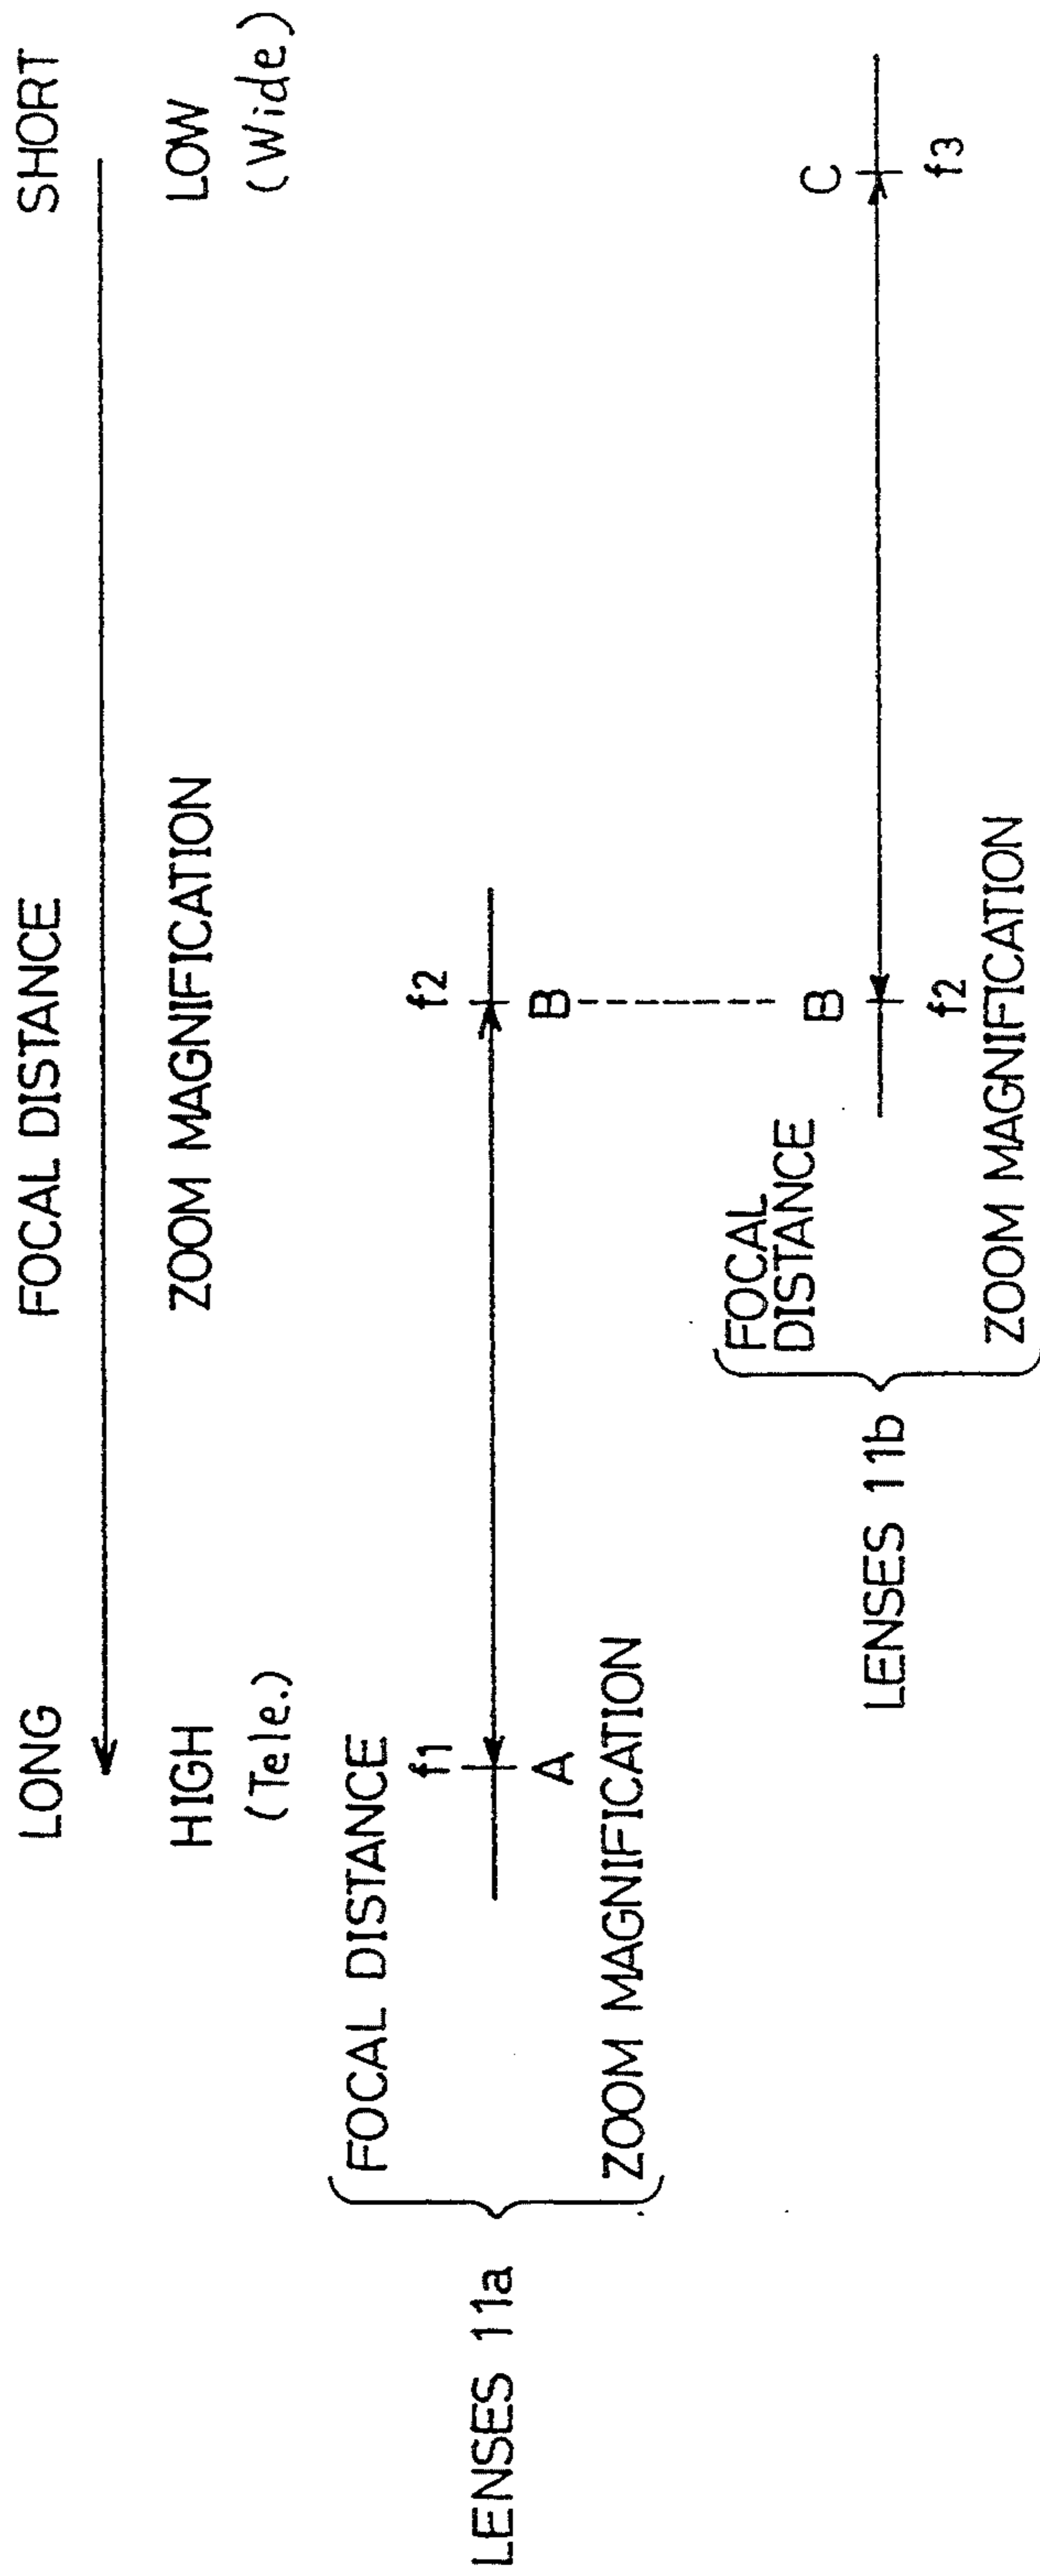 LONG FOCAL DISTANCE SHORT
HIGH ZOOM MAGNIFICATION LOW
(Tele.) (Wide)
FOCAL DISTANCE
f1 f2
LENSES 11a
A B
ZOOM MAGNIFICATION
FOCAL
DISTANCE
B C
LENSES 11b
f2 f3
ZOOM MAGNIFICATION